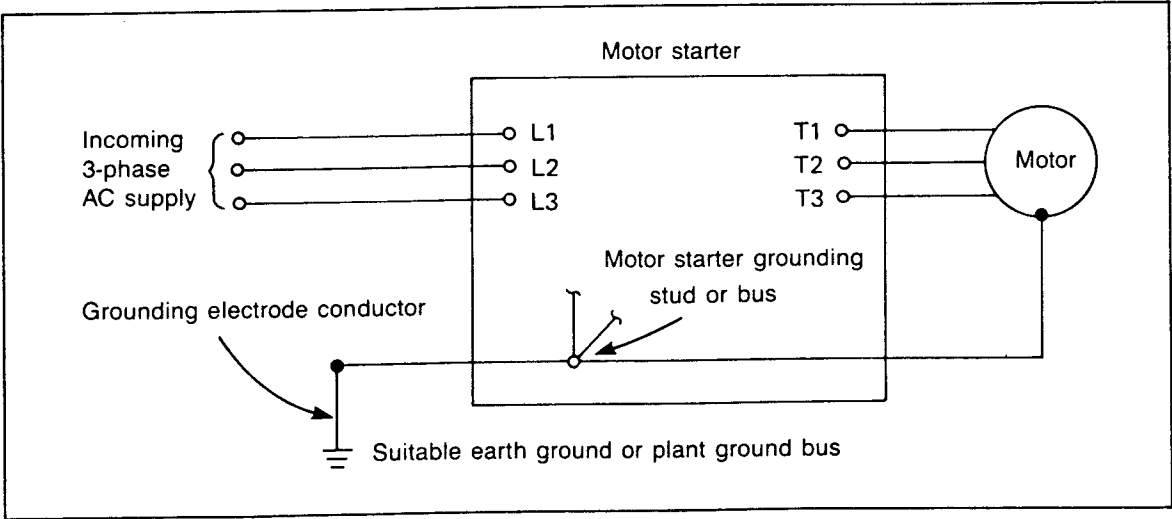 Motor starter
Incoming
3-phase
AC supply
L1
L2
L3
T1
T2
T3
Motor
Motor starter grounding
stud or bus
Grounding electrode conductor
Suitable earth ground or plant ground bus